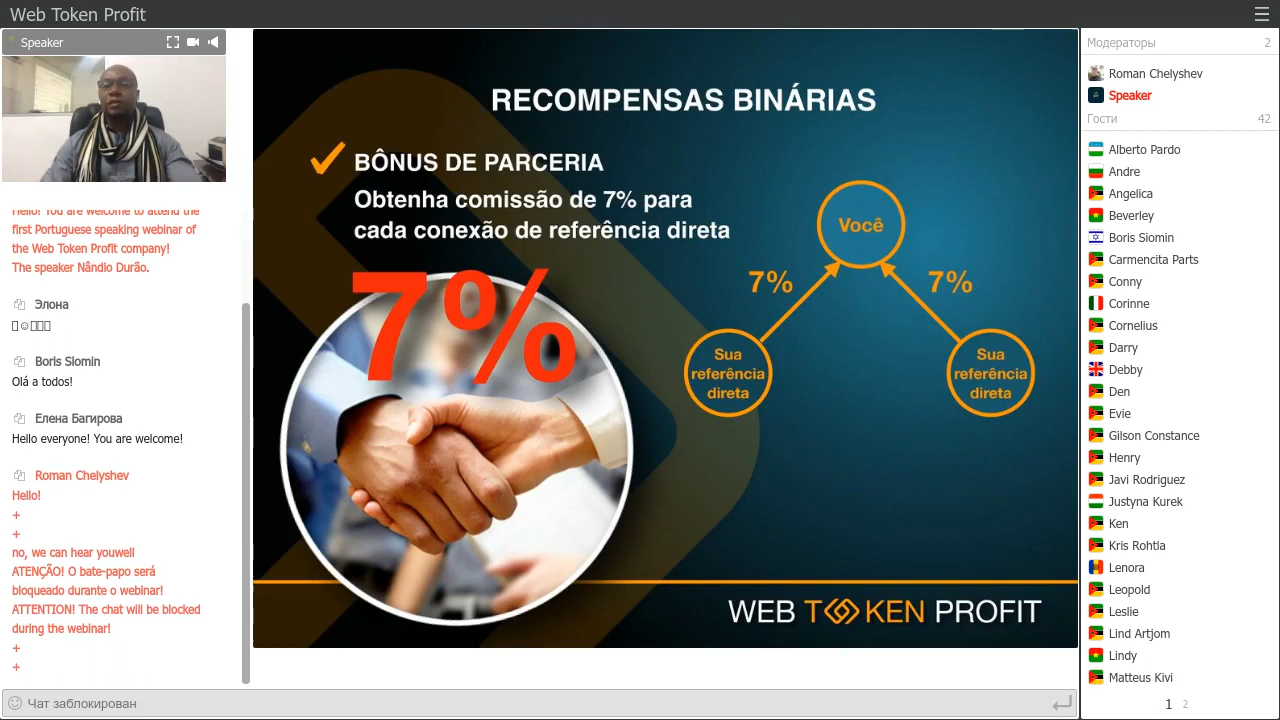 Web Token Profit
Speaker
Hello! You are welcome to attend the
first Portuguese speaking webinar of
the Web Token Profit company!
The speaker Nândio Durão.
Элона
Boris Siomin
Olá a todos!
Елена Багирова
Hello everyone! You are welcome!
Roman Chelyshev
Hello!
+
+
no, we can hear youwell
ATENÇÃO! O bate-papo será
bloqueado durante o webinar!
ATTENTION! The chat will be blocked
during the webinar!
+
+
Чат заблокирован
RECOMPENSAS BINÁRIAS
BÔNUS DE PARCERIA
Obtenha comissão de 7% para
cada conexão de referência direta
7%
Você
7%
7%
Sua
referência
direta
Sua
referência
direta
WEB TOKEN PROFIT
Модераторы 2
Roman Chelyshev
Speaker
Гости 42
Alberto Pardo
Andre
Angelica
Beverley
Boris Siomin
Carmencita Parts
Conny
Corinne
Cornelius
Darry
Debby
Den
Evie
Gilson Constance
Henry
Javi Rodriguez
Justyna Kurek
Ken
Kris Rohtla
Lenora
Leopold
Leslie
Lind Artjom
Lindy
Matteus Kivi
1 2